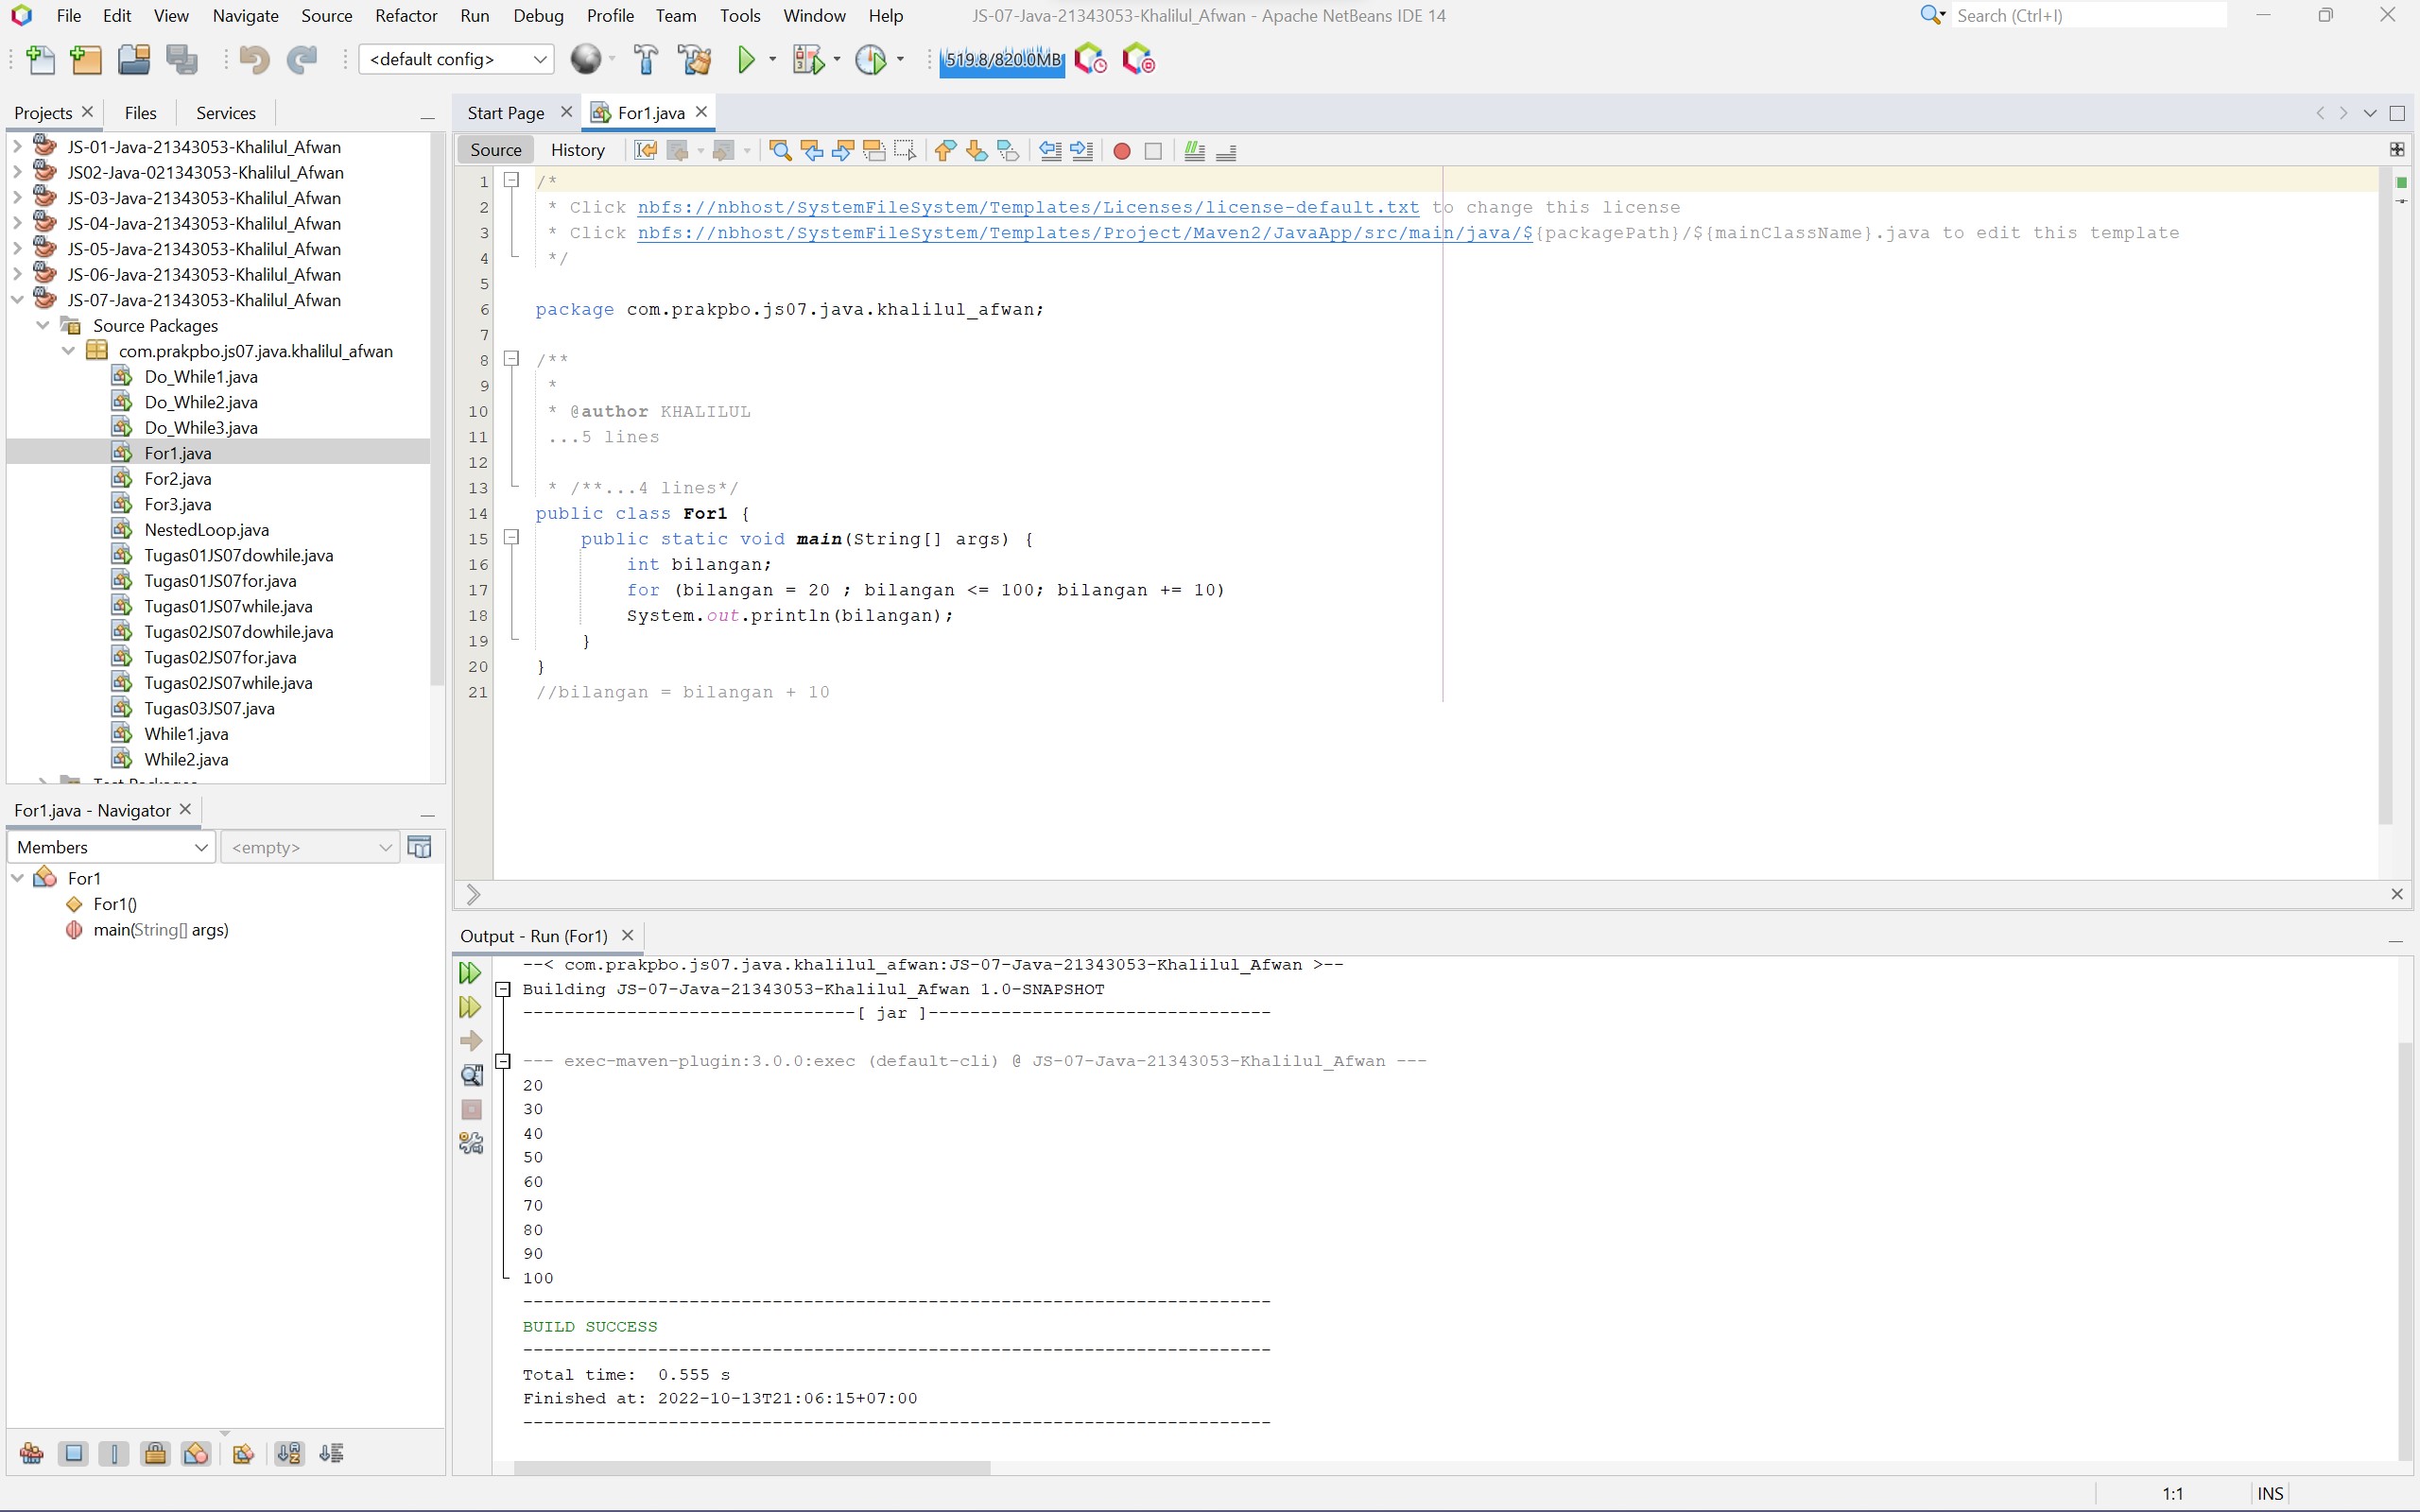 File Edit View Navigate Source Refactor Run Debug Profile Team Tools Window Help JS-07-Java-21343053-Khalilul_Afwan - Apache NetBeans IDE 14 Search (Ctrl+I)
<default config> 519.8/820.0MB
Projects Files Services
JS-01-Java-21343053-Khalilul_Afwan
JS02-Java-021343053-Khalilul_Afwan
JS-03-Java-21343053-Khalilul_Afwan
JS-04-Java-21343053-Khalilul_Afwan
JS-05-Java-21343053-Khalilul_Afwan
JS-06-Java-21343053-Khalilul_Afwan
JS-07-Java-21343053-Khalilul_Afwan
Source Packages
com.prakpbo.js07.java.khalilul_afwan
Do_While1.java
Do_While2.java
Do_While3.java
For1.java
For2.java
For3.java
NestedLoop.java
Tugas01JS07dowhile.java
Tugas01JS07for.java
Tugas01JS07while.java
Tugas02JS07dowhile.java
Tugas02JS07for.java
Tugas02JS07while.java
Tugas03JS07.java
While1.java
While2.java
Test Packages
For1.java - Navigator
Members <empty>
For1
For1()
main(String[] args)
Start Page For1.java
Source History
1 /*
2 * Click nbfs://nbhost/SystemFileSystem/Templates/Licenses/license-default.txt to change this license
3 * Click nbfs://nbhost/SystemFileSystem/Templates/Project/Maven2/JavaApp/src/main/java/${packagePath}/${mainClassName}.java to edit this template
4 */
5
6 package com.prakpbo.js07.java.khalilul_afwan;
7
8 /**
9 *
10 * @author KHALILUL
11 ...5 lines
12
13 * /**...4 lines*/
14 public class For1 {
15 public static void main(String[] args) {
16 int bilangan;
17 for (bilangan = 20 ; bilangan <= 100; bilangan += 10)
18 System.out.println(bilangan);
19 }
20 }
21 //bilangan = bilangan + 10
Output - Run (For1)
--< com.prakpbo.js07.java.khalilul_afwan:JS-07-Java-21343053-Khalilul_Afwan >--
Building JS-07-Java-21343053-Khalilul_Afwan 1.0-SNAPSHOT
--------------------------------[ jar ]---------------------------------
--- exec-maven-plugin:3.0.0:exec (default-cli) @ JS-07-Java-21343053-Khalilul_Afwan ---
20
30
40
50
60
70
80
90
100
------------------------------------------------------------------------
BUILD SUCCESS
------------------------------------------------------------------------
Total time:  0.555 s
Finished at: 2022-10-13T21:06:15+07:00
------------------------------------------------------------------------
1:1 INS